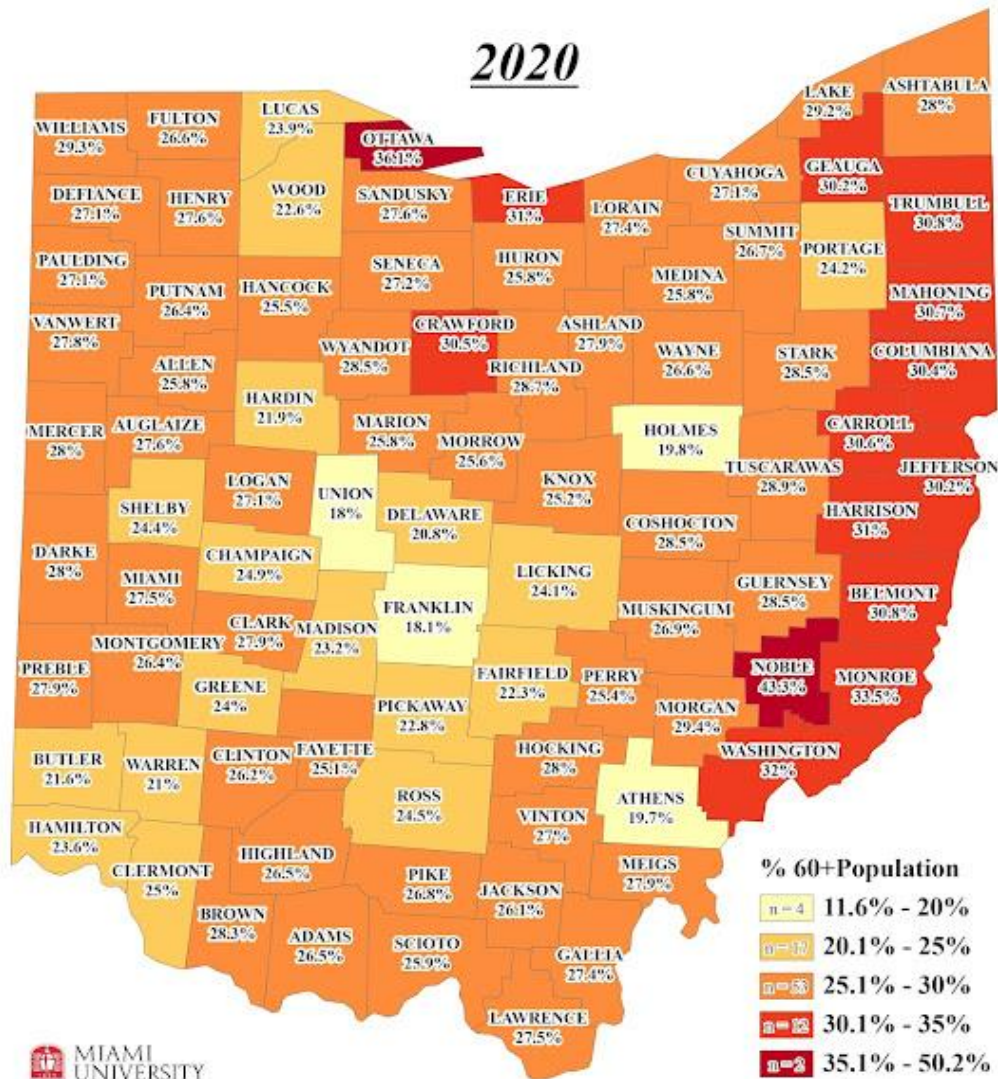 2020
WILLIAMS
29.3%
FULTON
26.6%
LUCAS
23.9%
OTTAWA
36.1%
LAKE
29.2%
ASHTABULA
28%
GEAUGA
30.2%
CUYAHOGA
27.1%
DEFIANCE
27.1%
HENRY
27.6%
WOOD
22.6%
SANDUSKY
27.6%
ERIE
31%
LORAIN
27.4%
TRUMBULL
30.8%
SUMMIT
26.7%
PORTAGE
24.2%
PAULDING
27.1%
PUTNAM
26.4%
HANCOCK
25.5%
SENECA
27.2%
HURON
25.8%
MEDINA
25.8%
MAHONING
30.7%
VANWERT
27.8%
ALLEN
25.8%
WYANDOT
28.5%
CRAWFORD
30.5%
RICHLAND
28.7%
ASHLAND
27.9%
WAYNE
26.6%
STARK
28.5%
COLUMBIANA
30.4%
HARDIN
21.9%
MERCER
28%
AUGLAIZE
27.6%
MARION
25.8%
MORROW
25.6%
HOLMES
19.8%
CARROLL
30.6%
TUSCARAWAS
28.9%
JEFFERSON
30.2%
LOGAN
27.1%
UNION
18%
KNOX
25.2%
SHELBY
24.4%
DELAWARE
20.8%
COSHOCTON
28.5%
HARRISON
31%
DARKE
28%
CHAMPAIGN
24.9%
LICKING
24.1%
MIAMI
27.5%
GUERNSEY
28.5%
BELMONT
30.8%
FRANKLIN
18.1%
MUSKINGUM
26.9%
CLARK
27.9%
MADISON
23.2%
MONTGOMERY
26.4%
PREBLE
27.9%
GREENE
24%
FAIRFIELD
22.3%
PERRY
25.4%
NOBLE
43.3%
MONROE
33.5%
PICKAWAY
22.8%
MORGAN
29.4%
WASHINGTON
32%
BUTLER
21.6%
WARREN
21%
CLINTON
26.2%
FAYETTE
25.1%
HOCKING
28%
ROSS
24.5%
ATHENS
19.7%
VINTON
27%
HAMILTON
23.6%
CLERMONT
25%
HIGHLAND
26.5%
PIKE
26.8%
JACKSON
26.1%
MEIGS
27.9%
BROWN
28.3%
ADAMS
26.5%
SCIOTO
25.9%
GALLIA
27.4%
LAWRENCE
27.5%
% 60+Population
n = 4 11.6% - 20%
n = 17 20.1% - 25%
n = 53 25.1% - 30%
n = 12 30.1% - 35%
n = 2 35.1% - 50.2%
MIAMI
UNIVERSITY